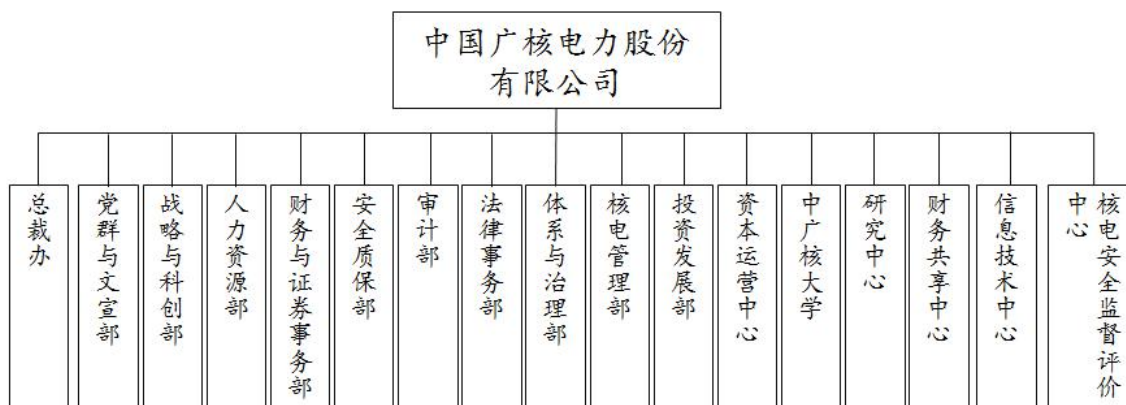 中国广核电力股份
有限公司
总裁办
党群与文宣部
战略与科创部
人力资源部
财务与证券事务部
安全质保部
审计部
法律事务部
体系与治理部
核电管理部
投资发展部
资本运营中心
中广核大学
研究中心
财务共享中心
信息技术中心
核电安全监督评价
中心